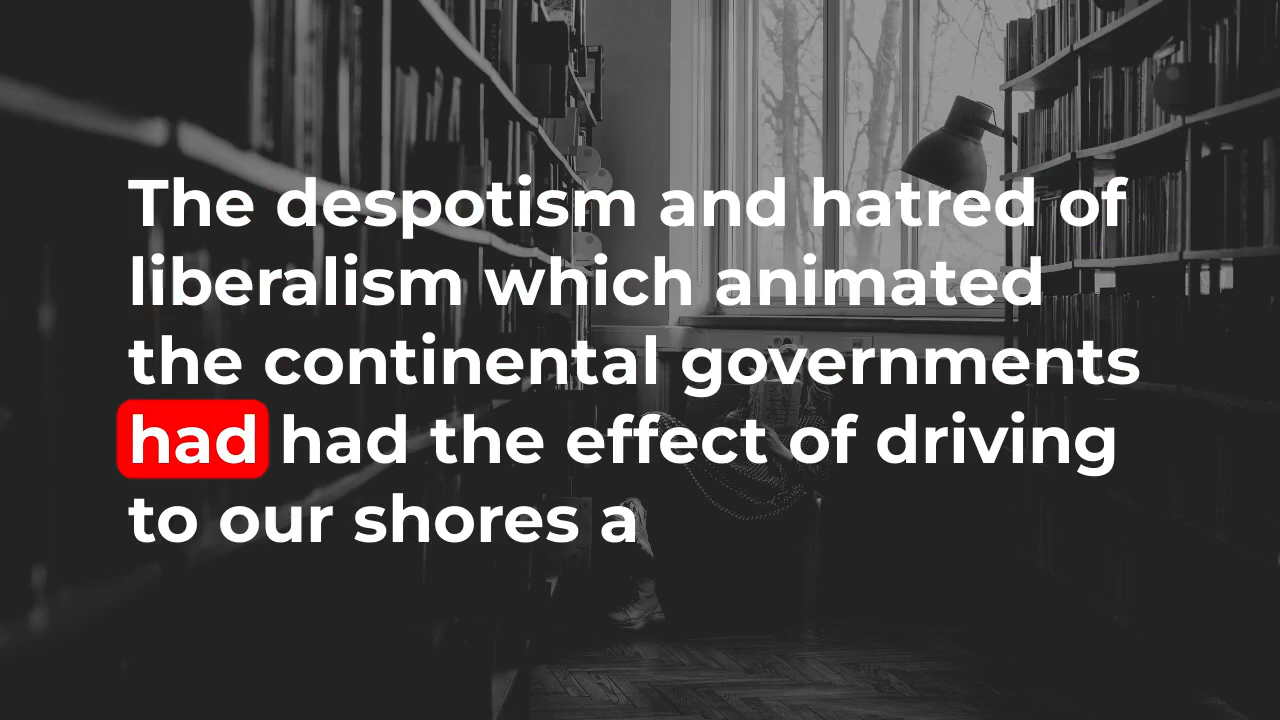 The despotism and hatred of
liberalism which animated
the continental governments
had had the effect of driving
to our shores a